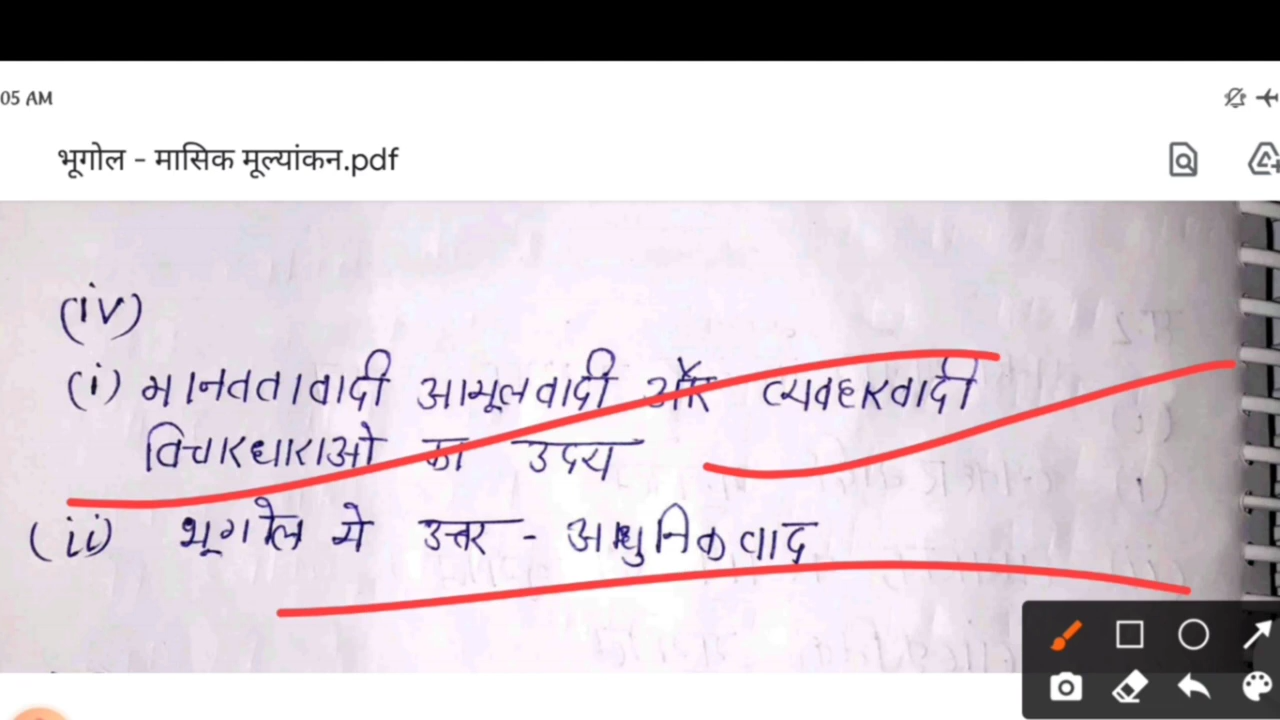 05 AM
भूगोल - मासिक मूल्यांकन.pdf
(iv)
(i) मानवतावादी आमूलवादी और व्यवहारवादी
विचारधाराओ का उदय
(ii) भूगोल मे उत्तर - आधुनिकवाद